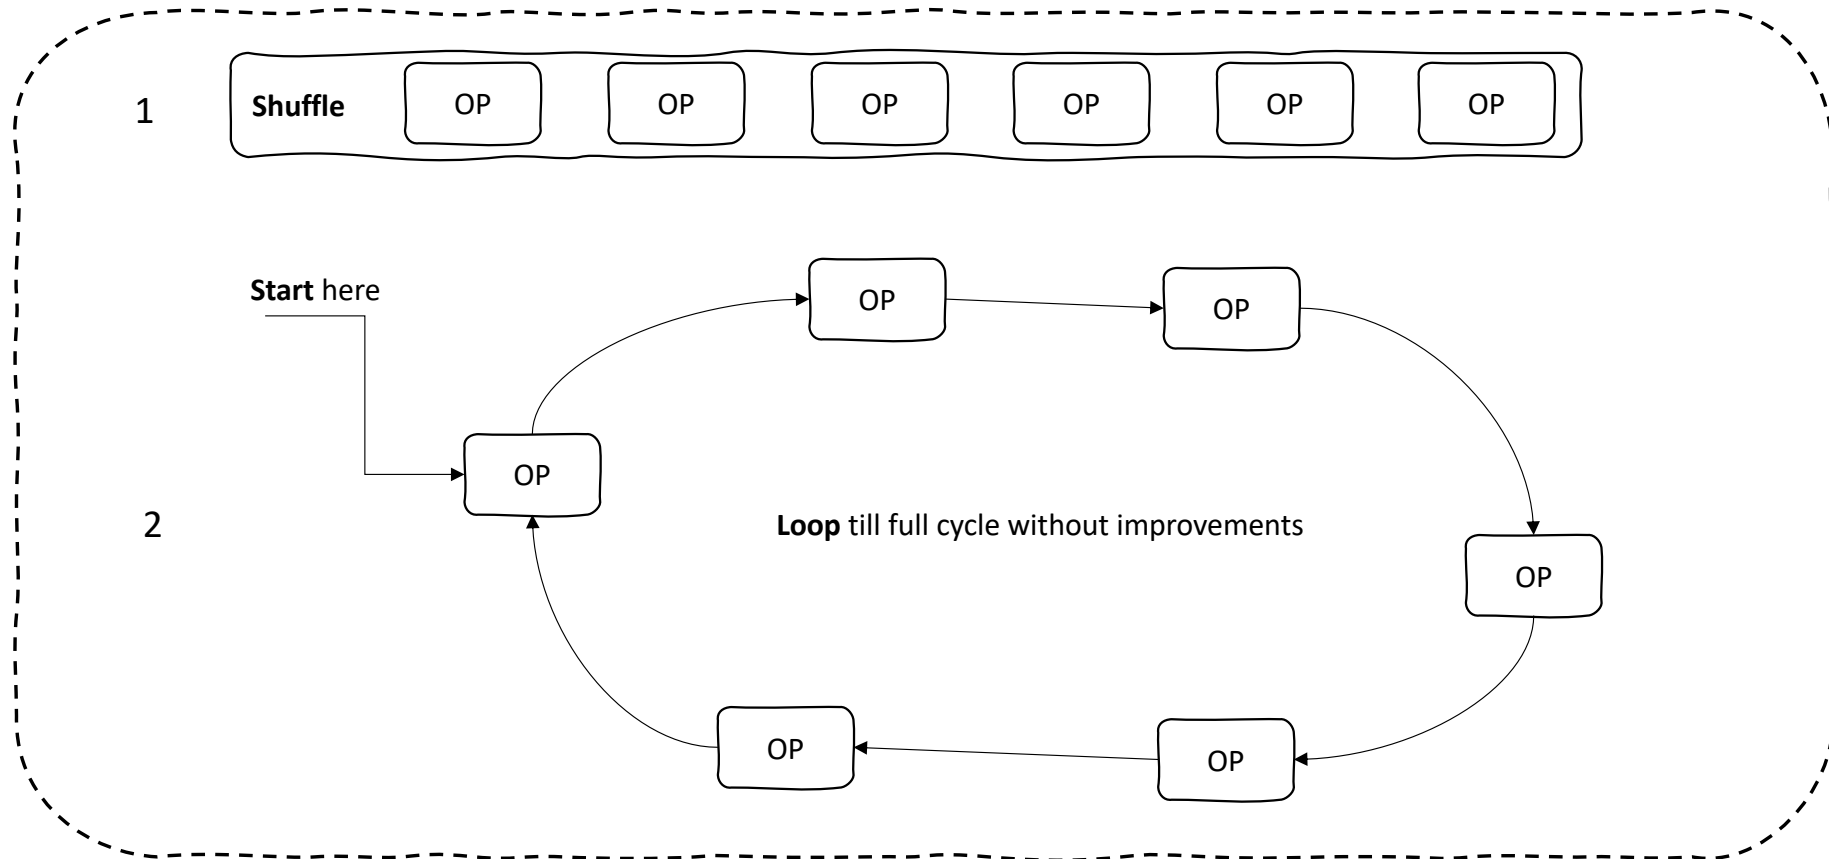 1
Shuffle OP OP OP OP OP OP
Start here
OP
OP
OP
2
Loop till full cycle without improvements
OP
OP
OP